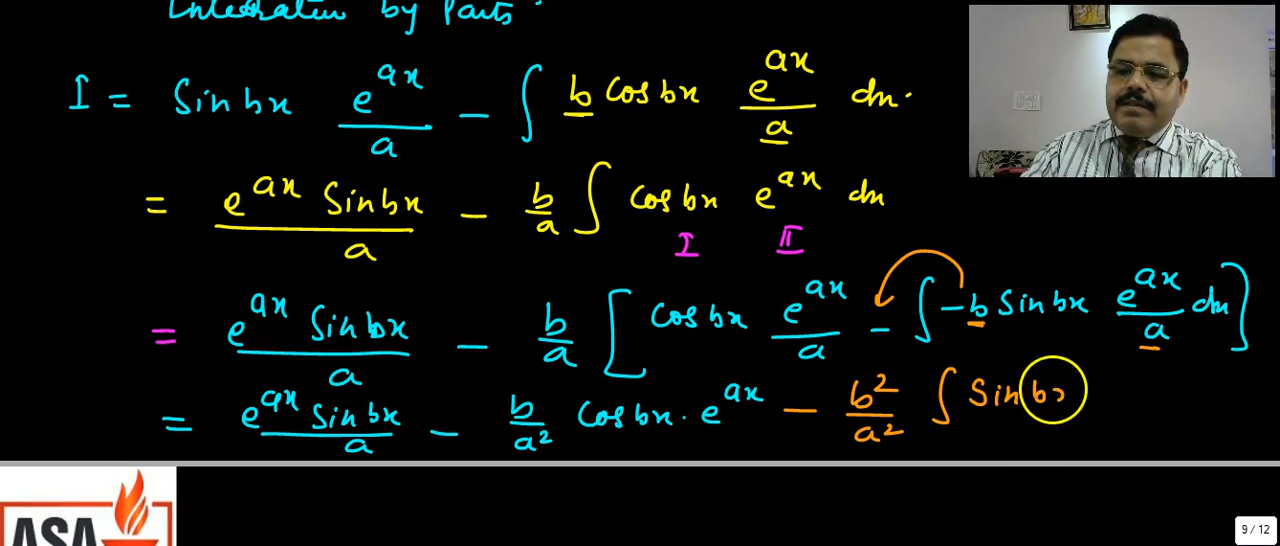 Integration by Parts
I = Sin bx e^{ax}/a - ∫ b cos bx e^{ax}/a dx.
= e^{ax} Sin bx/a - b/a ∫ cos bx e^{ax} dx
I II
= e^{ax} Sin bx/a - b/a [cos bx e^{ax}/a - ∫ -b Sin bx e^{ax}/a dx]
= e^{ax} Sin bx/a - b/a² cos bx · e^{ax} - b²/a² ∫ Sin bx
ASA
9 / 12